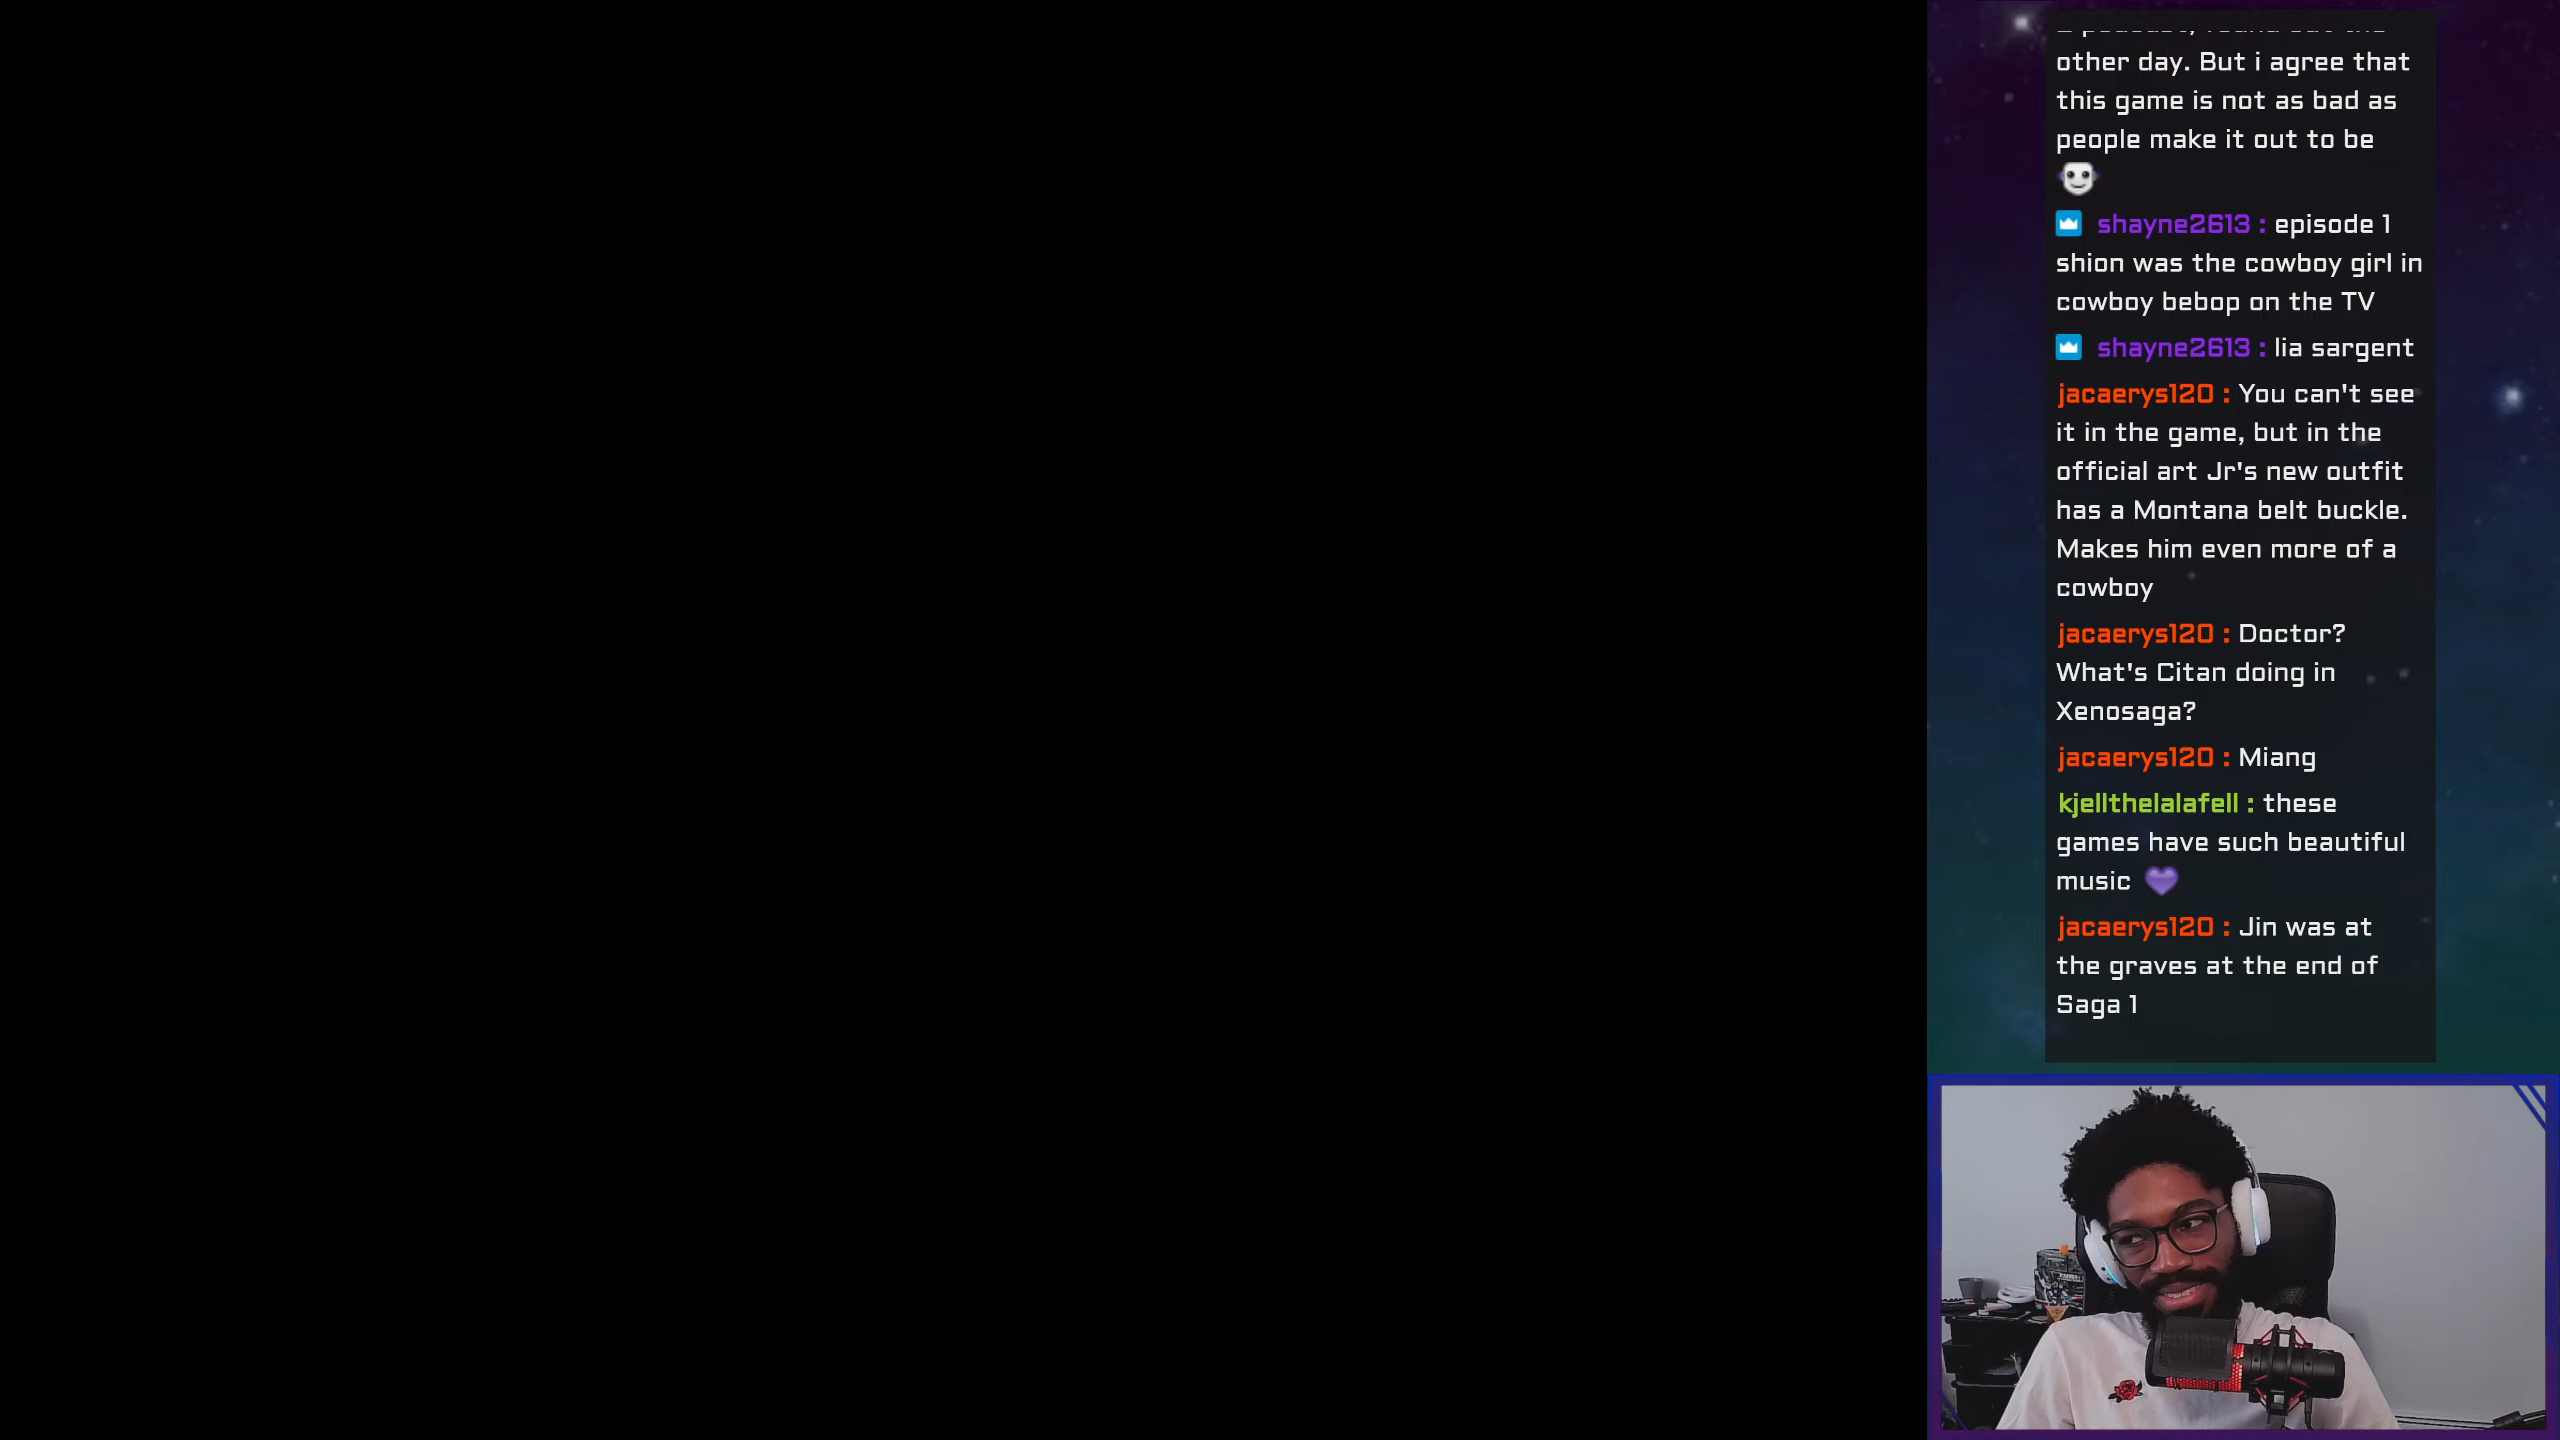 other day. But i agree that
this game is not as bad as
people make it out to be
shayne2613 : episode 1
shion was the cowboy girl in
cowboy bebop on the TV
shayne2613 : lia sargent
jacaerys120 : You can't see
it in the game, but in the
official art Jr's new outfit
has a Montana belt buckle.
Makes him even more of a
cowboy
jacaerys120 : Doctor?
What's Citan doing in
Xenosaga?
jacaerys120 : Miang
kjellthelalafell : these
games have such beautiful
music
jacaerys120 : Jin was at
the graves at the end of
Saga 1